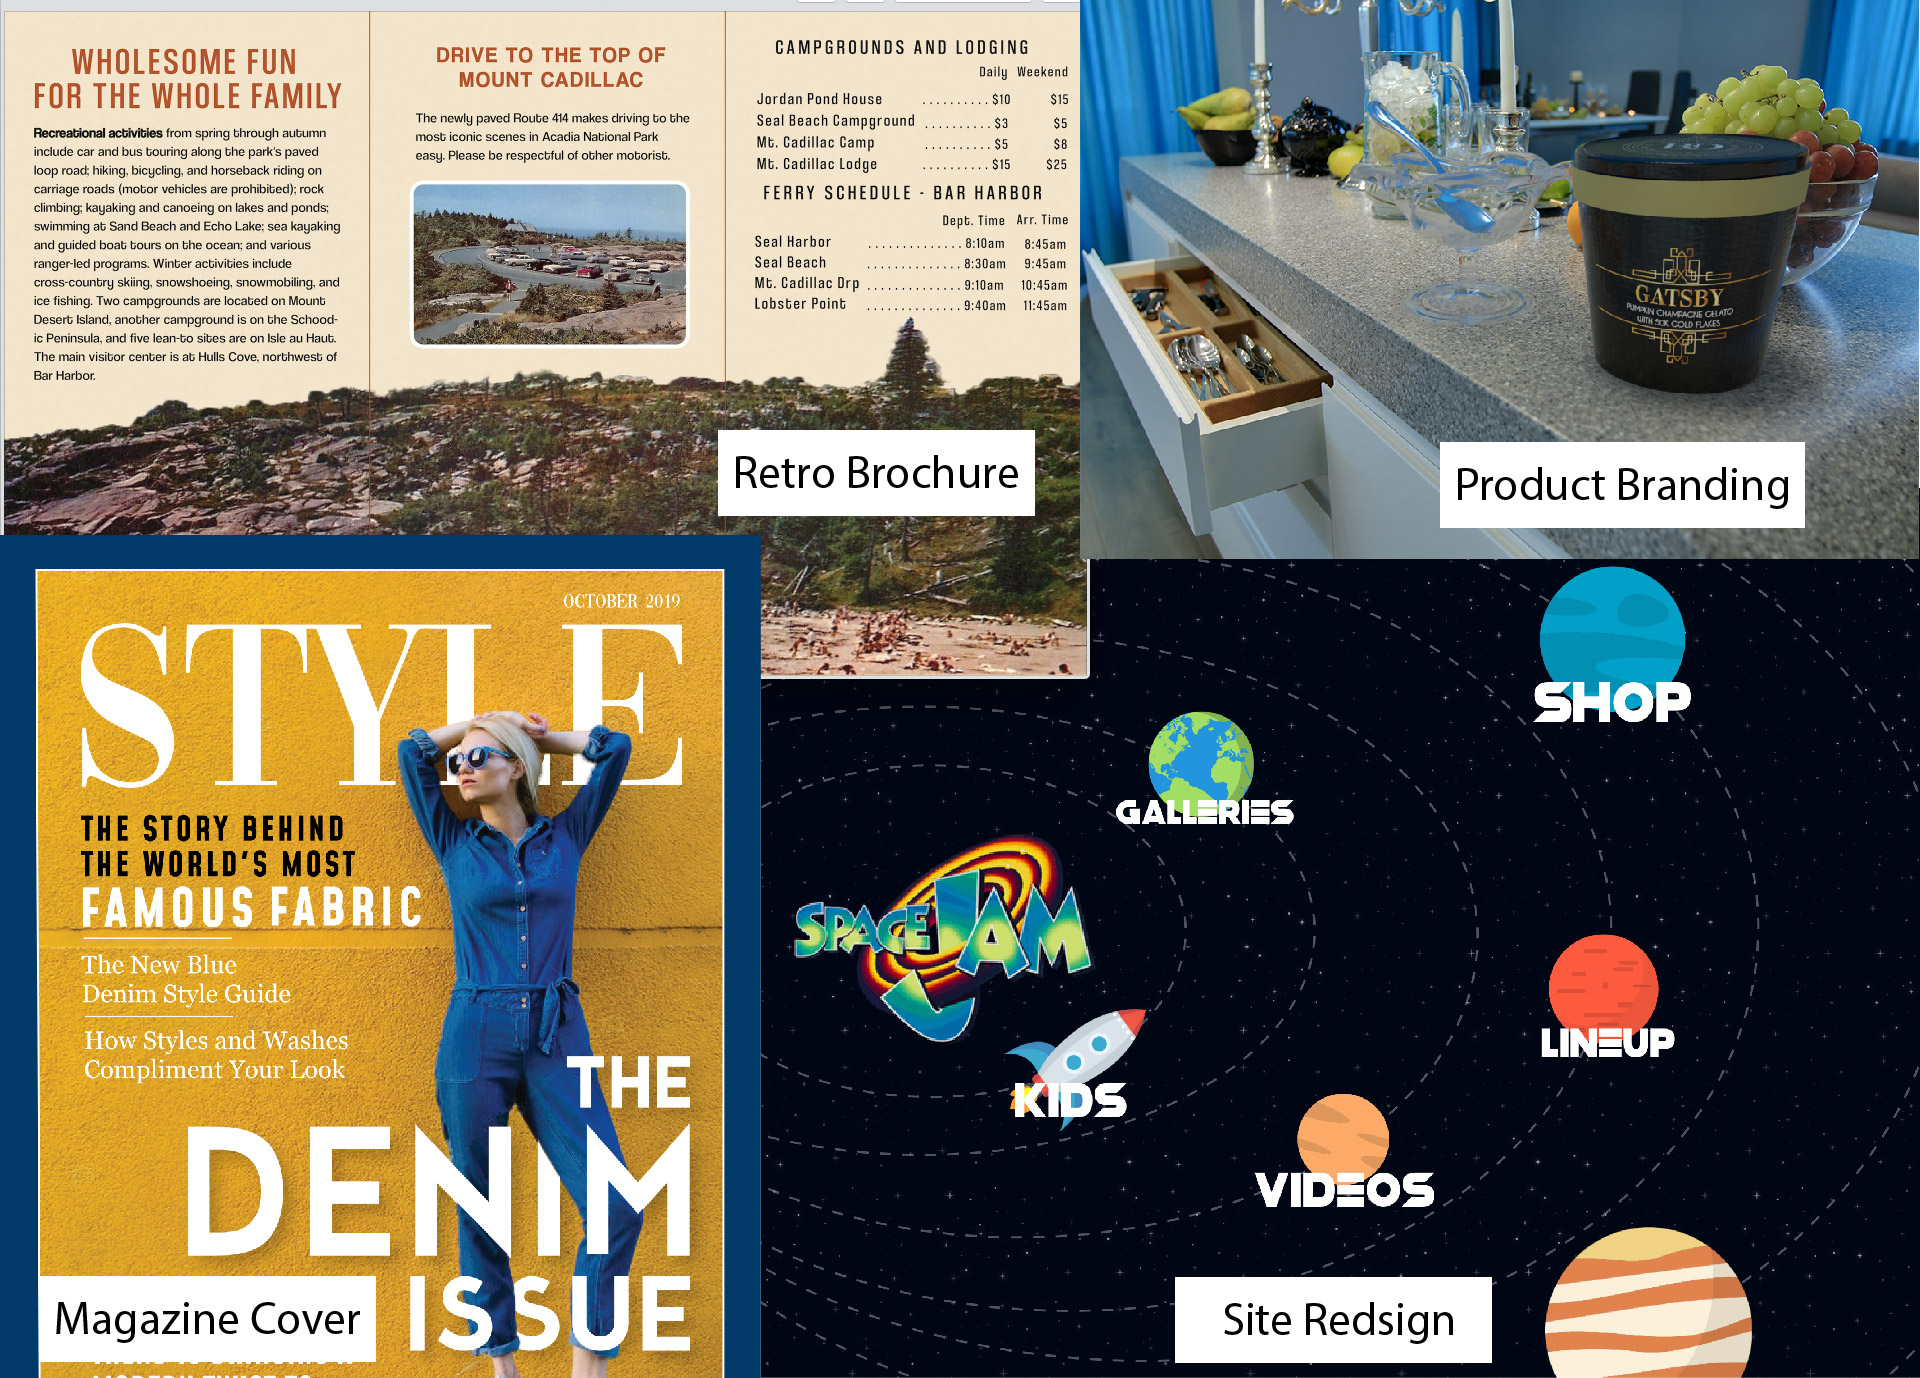 WHOLESOME FUN
FOR THE WHOLE FAMILY
Recreational activities from spring through autumn
include car and bus touring along the park's paved
loop road; hiking, bicycling, and horseback riding on
carriage roads (motor vehicles are prohibited); rock
climbing; kayaking and canoeing on lakes and ponds;
swimming at Sand Beach and Echo Lake; sea kayaking
and guided boat tours on the ocean; and various
ranger-led programs. Winter activities include
cross-country skiing, snowshoeing, snowmobiling, and
ice fishing. Two campgrounds are located on Mount
Desert Island, another campground is on the Schood-
ic Peninsula, and five lean-to sites are on Isle au Haut.
The main visitor center is at Hulls Cove, northwest of
Bar Harbor.
DRIVE TO THE TOP OF
MOUNT CADILLAC
The newly paved Route 414 makes driving to the
most iconic scenes in Acadia National Park
easy. Please be respectful of other motorist.
CAMPGROUNDS AND LODGING
Daily Weekend
Jordan Pond House ..........$10 $15
Seal Beach Campground ..........$3 $5
Mt. Cadillac Camp ..........$5 $8
Mt. Cadillac Lodge ..........$15 $25
FERRY SCHEDULE - BAR HARBOR
Dept. Time Arr. Time
Seal Harbor ..............8:10am 8:45am
Seal Beach ..............8:30am 9:45am
Mt. Cadillac Drp ..............9:10am 10:45am
Lobster Point ..............9:40am 11:45am
Retro Brochure
GATSBY
PUMPKIN CHAMPAGNE GELATO
WITH 50K GOLD FLAKES
Product Branding
OCTOBER 2019
STYLE
THE STORY BEHIND
THE WORLD'S MOST
FAMOUS FABRIC
The New Blue
Denim Style Guide
How Styles and Washes
Compliment Your Look
THE
DENIM
ISSUE
Magazine Cover
SHOP
GALLERIES
SPACE JAM
LINEUP
KIDS
VIDEOS
Site Redsign